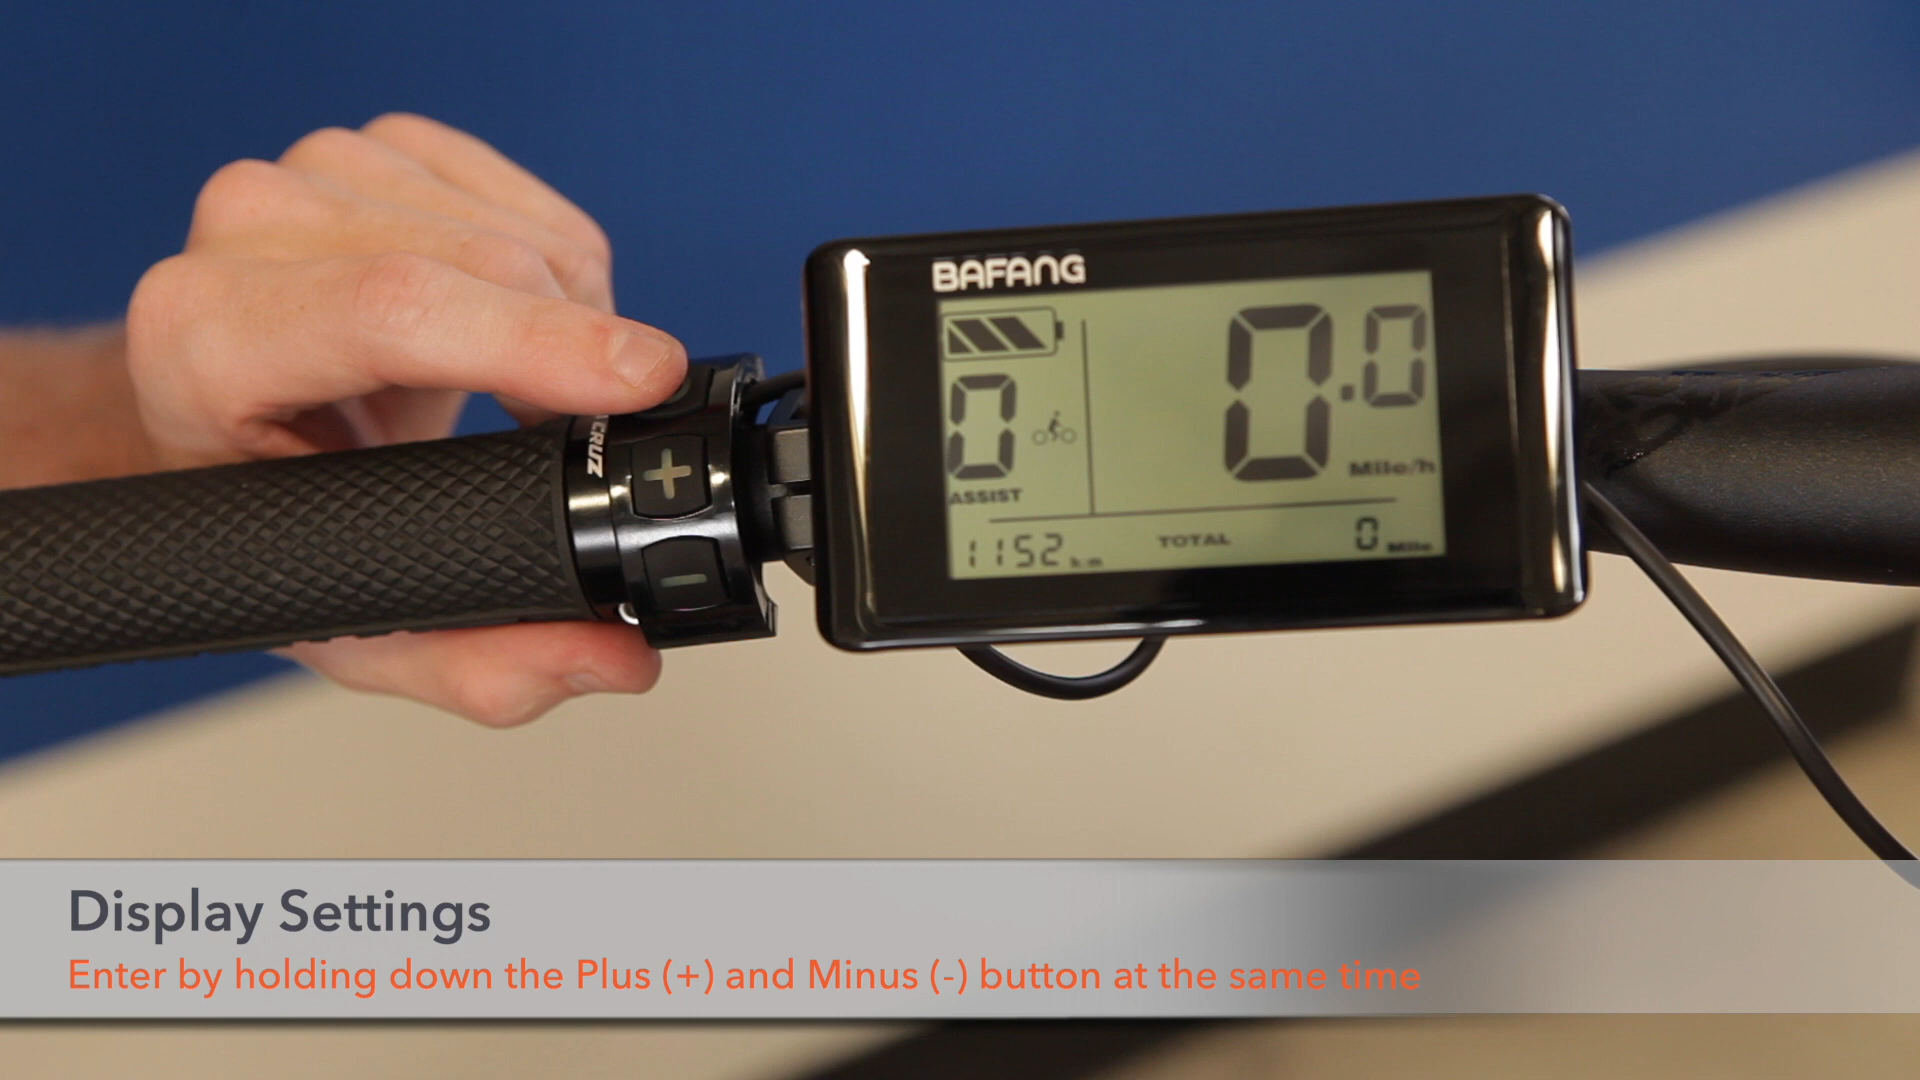 BAFANG
0.0
0
Mile/h
ASSIST
1152 km TOTAL 0 Mile
+
-
Display Settings
Enter by holding down the Plus (+) and Minus (-) button at the same time